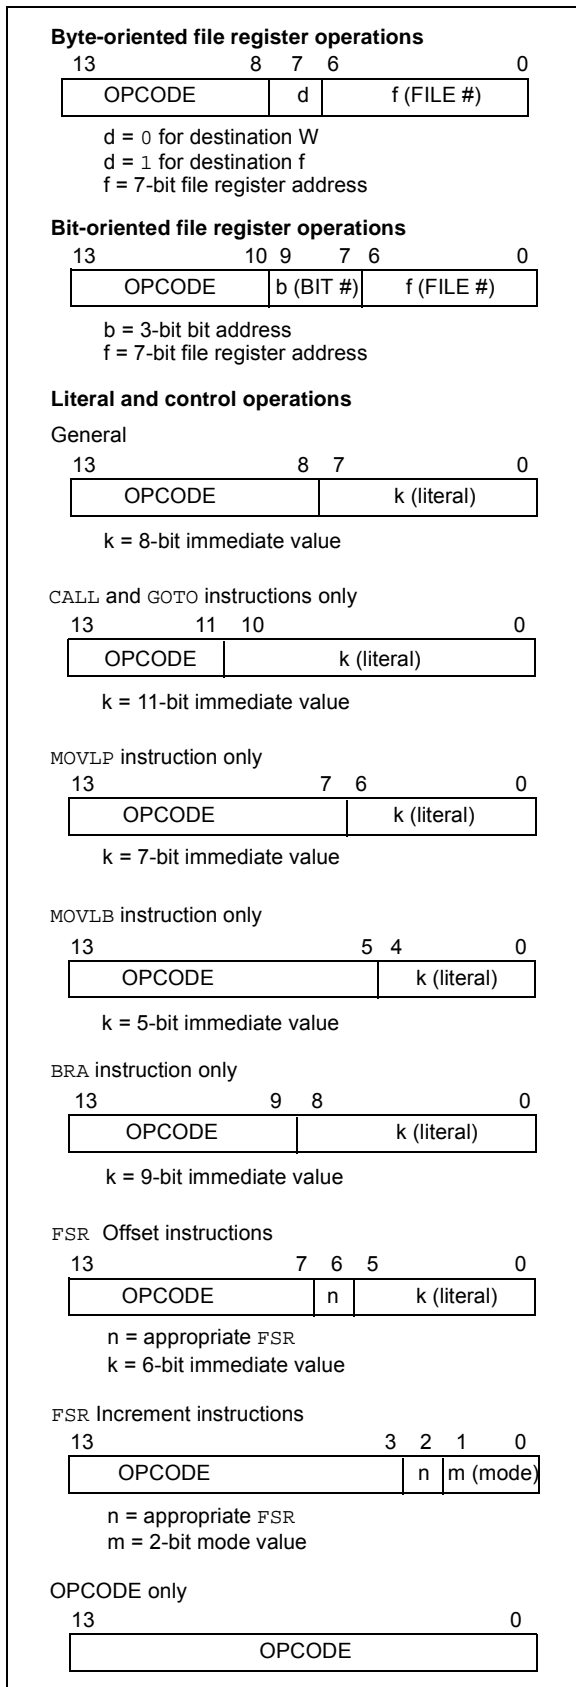 Byte-oriented file register operations
13 8 7 6 0
OPCODE d f (FILE #)
d = 0 for destination W
d = 1 for destination f
f = 7-bit file register address
Bit-oriented file register operations
13 10 9 7 6 0
OPCODE b (BIT #) f (FILE #)
b = 3-bit bit address
f = 7-bit file register address
Literal and control operations
General
13 8 7 0
OPCODE k (literal)
k = 8-bit immediate value
CALL and GOTO instructions only
13 11 10 0
OPCODE k (literal)
k = 11-bit immediate value
MOVLP instruction only
13 7 6 0
OPCODE k (literal)
k = 7-bit immediate value
MOVLB instruction only
13 5 4 0
OPCODE k (literal)
k = 5-bit immediate value
BRA instruction only
13 9 8 0
OPCODE k (literal)
k = 9-bit immediate value
FSR Offset instructions
13 7 6 5 0
OPCODE n k (literal)
n = appropriate FSR
k = 6-bit immediate value
FSR Increment instructions
13 3 2 1 0
OPCODE n m (mode)
n = appropriate FSR
m = 2-bit mode value
OPCODE only
13 0
OPCODE